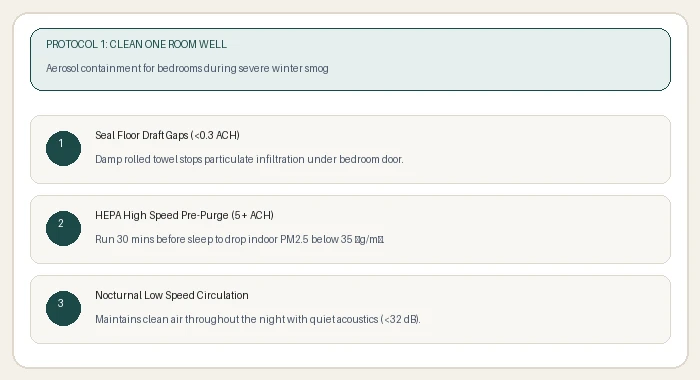 PROTOCOL 1: CLEAN ONE ROOM WELL
Aerosol containment for bedrooms during severe winter smog
1
Seal Floor Draft Gaps (<0.3 ACH)
Damp rolled towel stops particulate infiltration under bedroom door.
2
HEPA High Speed Pre-Purge (5+ ACH)
Run 30 mins before sleep to drop indoor PM2.5 below 35 □g/m□.
3
Nocturnal Low Speed Circulation
Maintains clean air throughout the night with quiet acoustics (<32 dB).